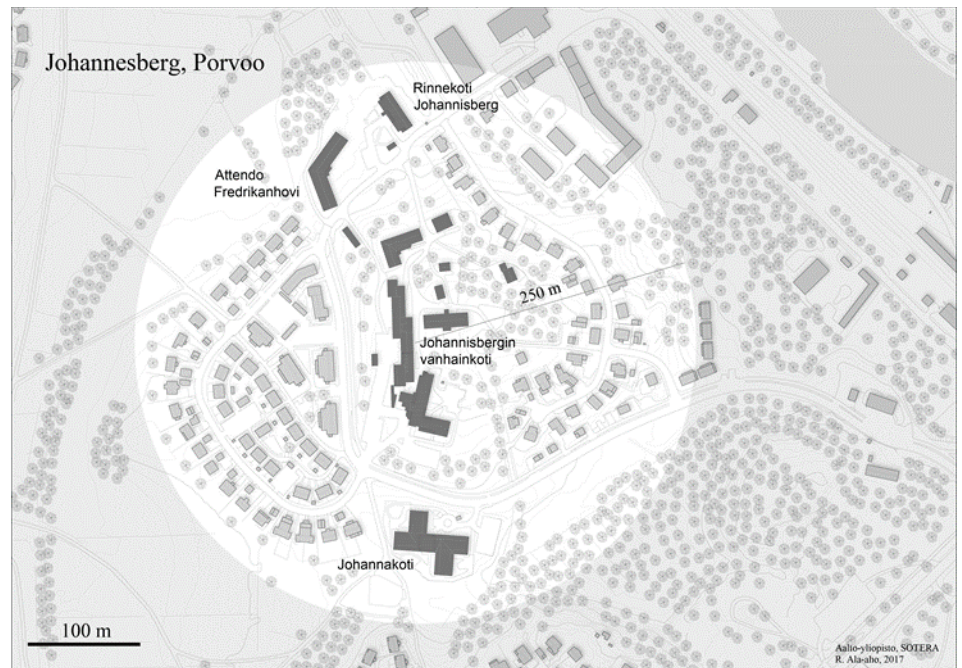 Johannesberg, Porvoo
Rinnekoti
Johannisberg
Attendo
Fredrikanhovi
250 m
Johannisbergin
vanhainkoti
Johannakoti
100 m
Aalto-yliopisto, SOTERA
R. Ala-aho, 2017